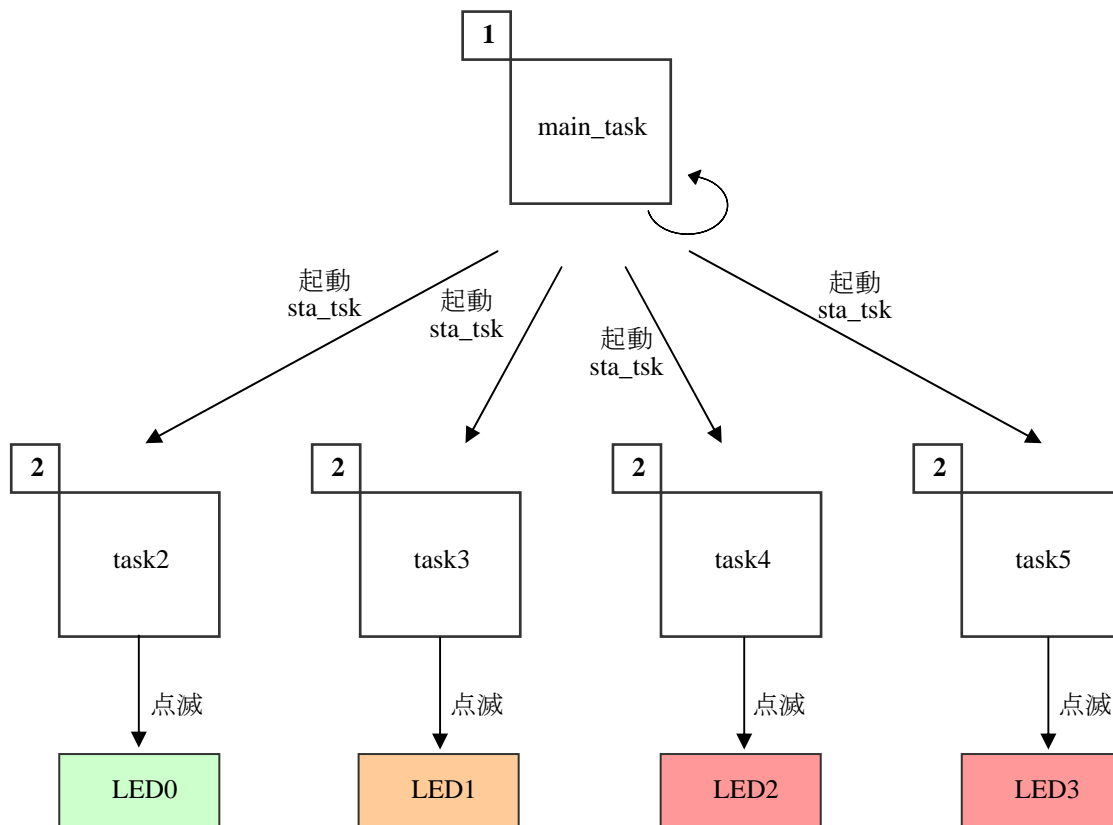 1
main_task
起動
sta_tsk
起動
sta_tsk
起動
sta_tsk
起動
sta_tsk
2
2
2
2
task2
task3
task4
task5
点滅
点滅
点滅
点滅
LED0
LED1
LED2
LED3